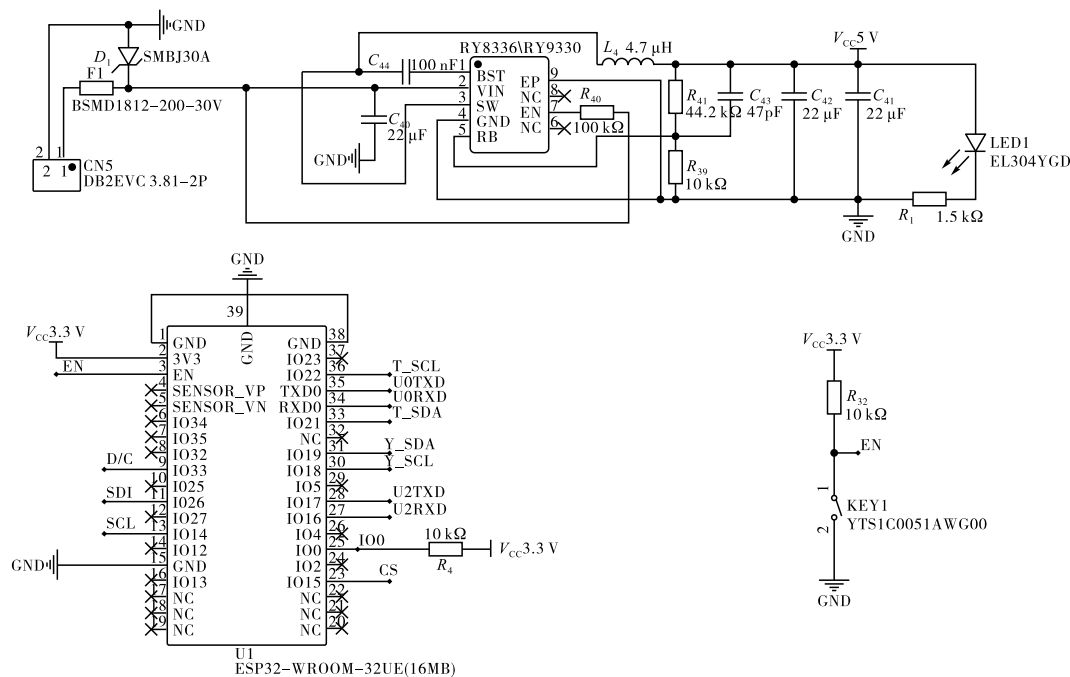 GND
D1
SMBJ30A
F1
BSMD1812-200-30V
2 1
2 1
CN5
DB2EVC 3.81-2P
C44
100 nF
RY8336\RY9330
1 BST
2 VIN
3 SW
4 GND
5 RB
EP 9
NC 8
EN 7
NC 6
C40
22 μF
GND
R40
100 kΩ
L4 4.7 μH
VCC5 V
R41
44.2 kΩ
C43
47pF
C42
22 μF
C41
22 μF
R39
10 kΩ
LED1
EL304YGD
R1
1.5 kΩ
GND
GND
39
GND
VCC3.3 V
EN
1 GND
2 3V3
3 EN
4 SENSOR_VP
5 SENSOR_VN
6 IO34
7 IO35
8 IO32
D/C 9 IO33
10 IO25
SDI 11 IO26
12 IO27
SCL 13 IO14
14 IO12
GND 15 GND
16 IO13
17 NC
18 NC
19 NC
GND 38
IO23 37
IO22 36 T_SCL
TXD0 35 U0TXD
RXD0 34 U0RXD
IO21 33 T_SDA
NC 32
IO19 31 Y_SDA
IO18 30 Y_SCL
IO5 29
IO17 28 U2TXD
IO16 27 U2RXD
IO4 26
IO0 25 IO0
10 kΩ
R4
VCC3.3 V
IO2 24
IO15 23 CS
NC 22
NC 21
NC 20
U1
ESP32-WROOM-32UE(16MB)
VCC3.3 V
R32
10 kΩ
EN
1
KEY1
YTS1C0051AWG00
2
GND